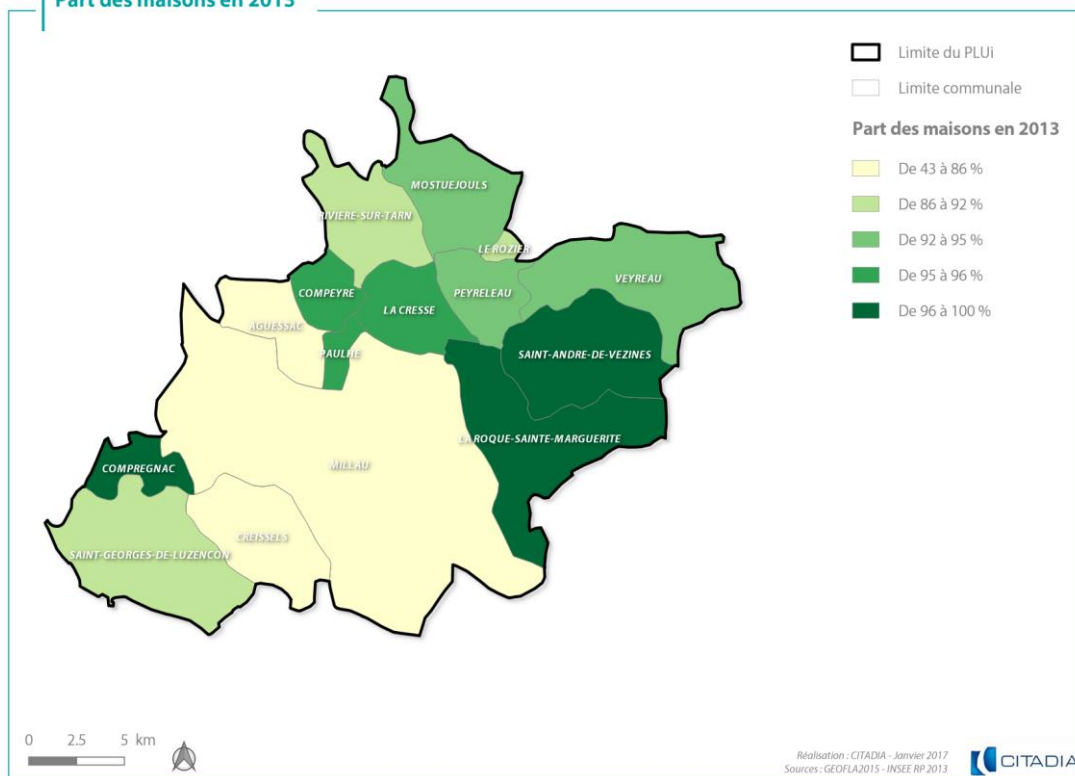 Part des maisons en 2013
Limite du PLUi
Limite communale
Part des maisons en 2013
De 43 à 86 %
De 86 à 92 %
De 92 à 95 %
De 95 à 96 %
De 96 à 100 %
MOSTUEJOULS
RIVIERE-SUR-TARN
LE ROZIER
VEYREAU
COMPEYRE
PEYRELEAU
LA CRESSE
AGUESSAC
PAULHE
SAINT-ANDRE-DE-VEZINES
LA ROQUE-SAINTE-MARGUERITE
MILLAU
COMPREGNAC
CREISSELS
SAINT-GEORGES-DE-LUZENCON
0 2.5 5 km
Réalisation : CITADIA - Janvier 2017
Sources : GEOFLA2015 - INSEE RP 2013
CITADIA